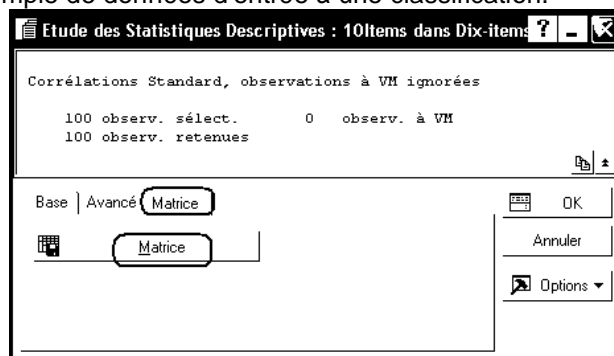 mple de données d'entrée à une classification.
Etude des Statistiques Descriptives : 10Items dans Dix-items ? _
Corrélations Standard, observations à VM ignorées
100 observ. sélect. 0 observ. à VM
100 observ. retenues
Base Avancé Matrice
OK
Matrice
Annuler
Options